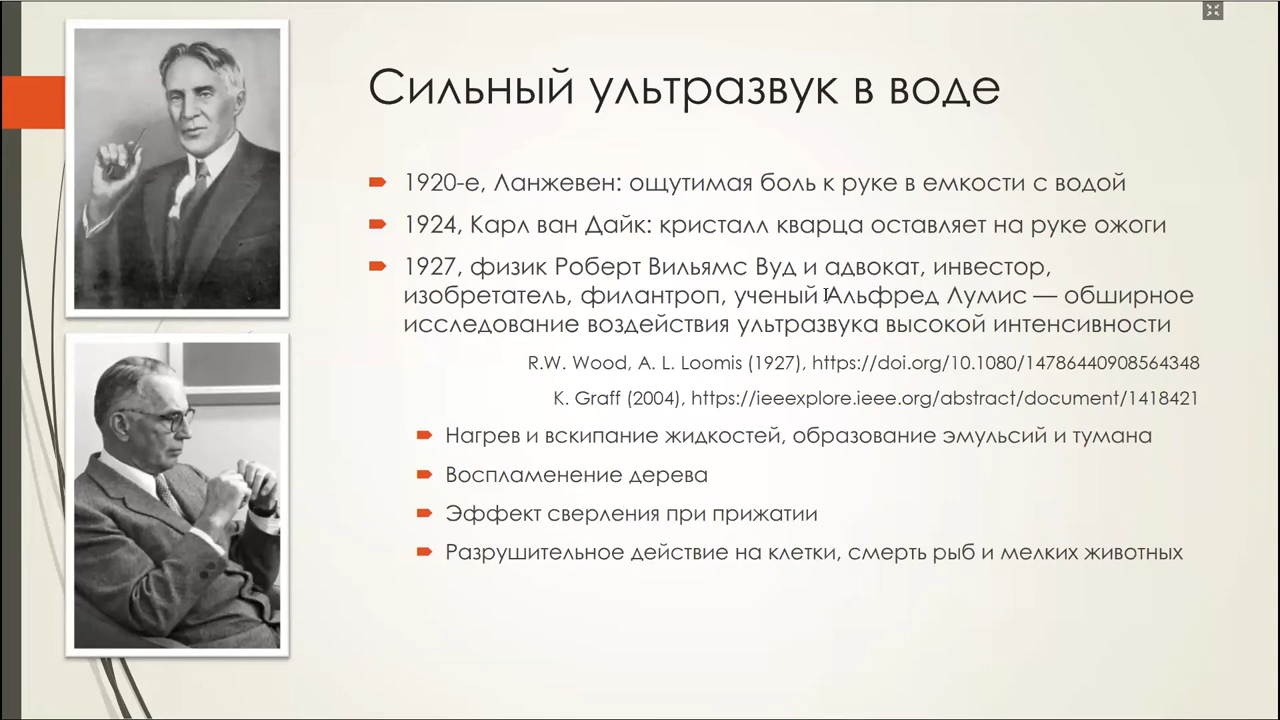 Сильный ультразвук в воде
1920-е, Ланжевен: ощутимая боль к руке в емкости с водой
1924, Карл ван Дайк: кристалл кварца оставляет на руке ожоги
1927, физик Роберт Вильямс Вуд и адвокат, инвестор,
изобретатель, филантроп, ученый Альфред Лумис — обширное
исследование воздействия ультразвука высокой интенсивности
R.W. Wood, A. L. Loomis (1927), https://doi.org/10.1080/14786440908564348
K. Graff (2004), https://ieeexplore.ieee.org/abstract/document/1418421
Нагрев и вскипание жидкостей, образование эмульсий и тумана
Воспламенение дерева
Эффект сверления при прижатии
Разрушительное действие на клетки, смерть рыб и мелких животных